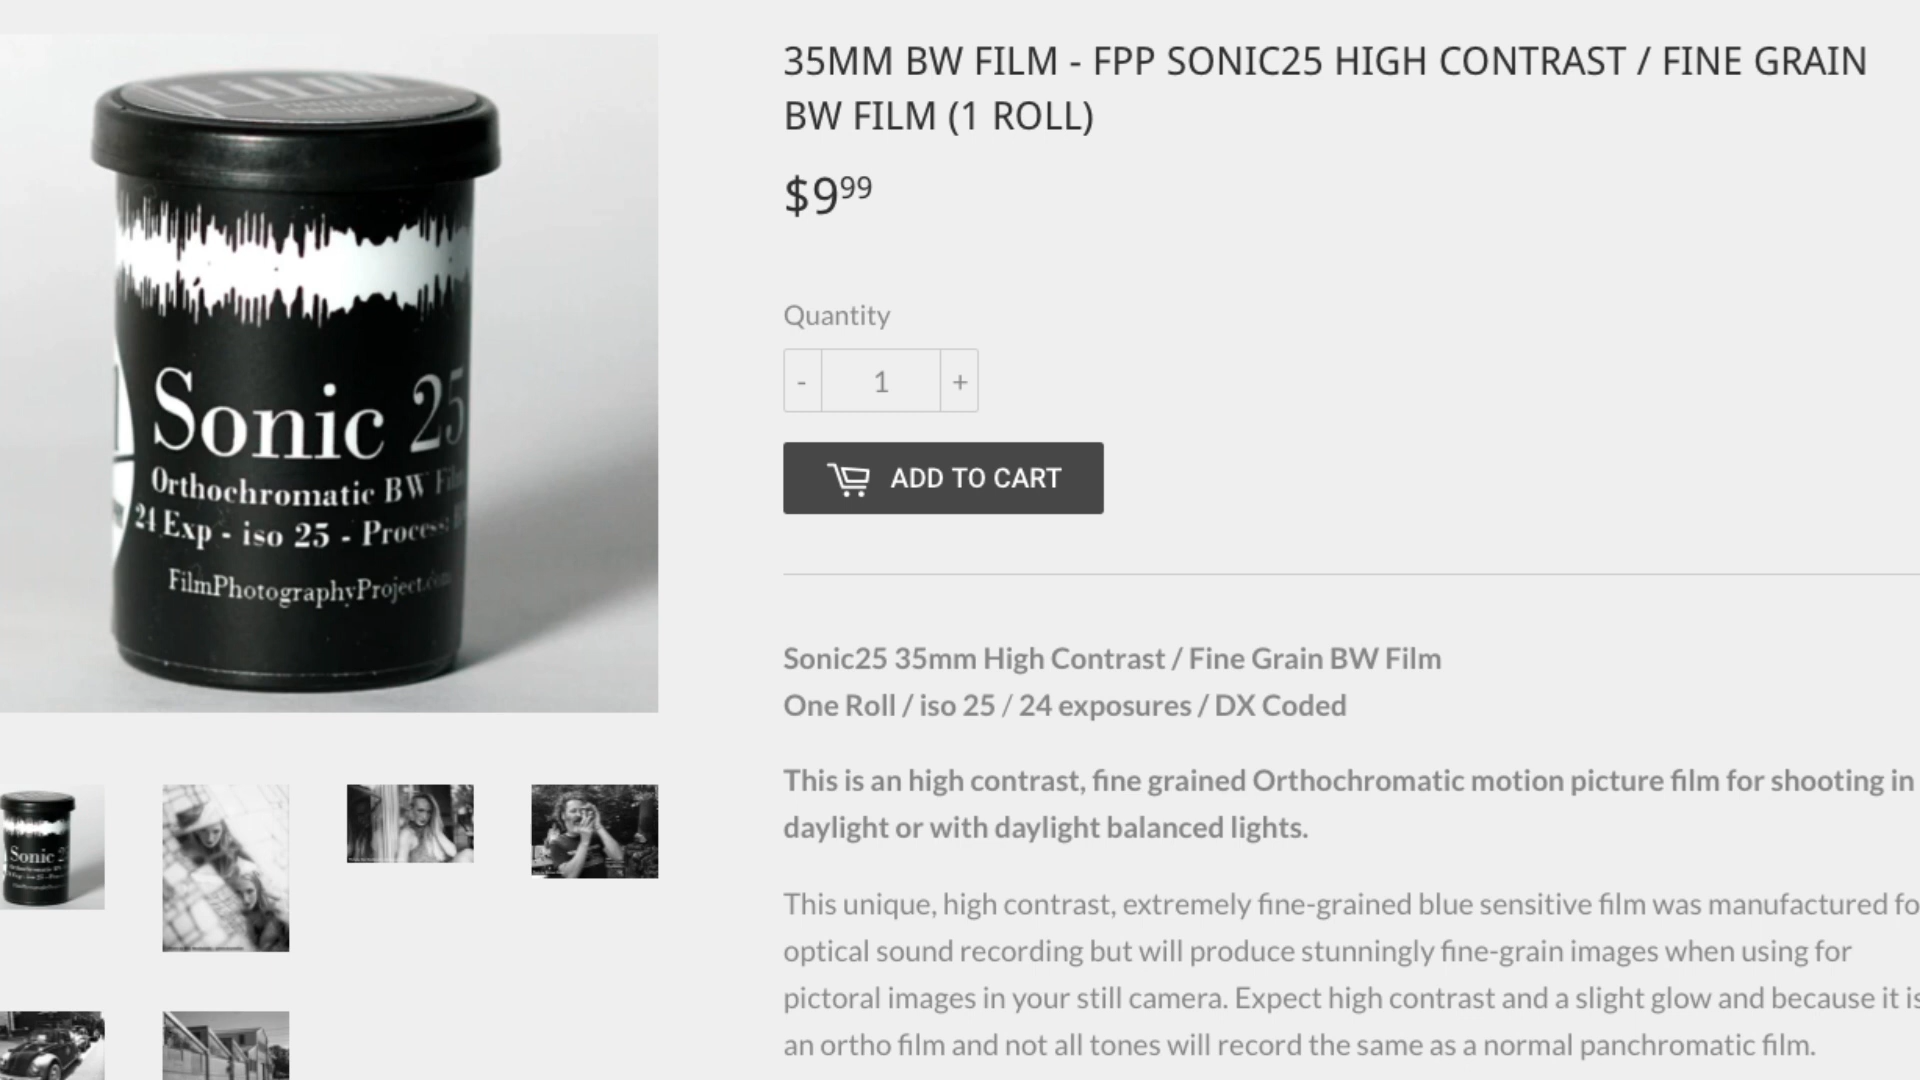 Sonic 25
Orthochromatic BW Film
24 Exp - iso 25 - Process:
FilmPhotographyProject.com
35MM BW FILM - FPP SONIC25 HIGH CONTRAST / FINE GRAIN
BW FILM (1 ROLL)
$9 99
Quantity
- 1 +
ADD TO CART
Sonic25 35mm High Contrast / Fine Grain BW Film
One Roll / iso 25 / 24 exposures / DX Coded
This is an high contrast, fine grained Orthochromatic motion picture film for shooting in
daylight or with daylight balanced lights.
This unique, high contrast, extremely fine-grained blue sensitive film was manufactured fo
optical sound recording but will produce stunningly fine-grain images when using for
pictoral images in your still camera. Expect high contrast and a slight glow and because it is
an ortho film and not all tones will record the same as a normal panchromatic film.